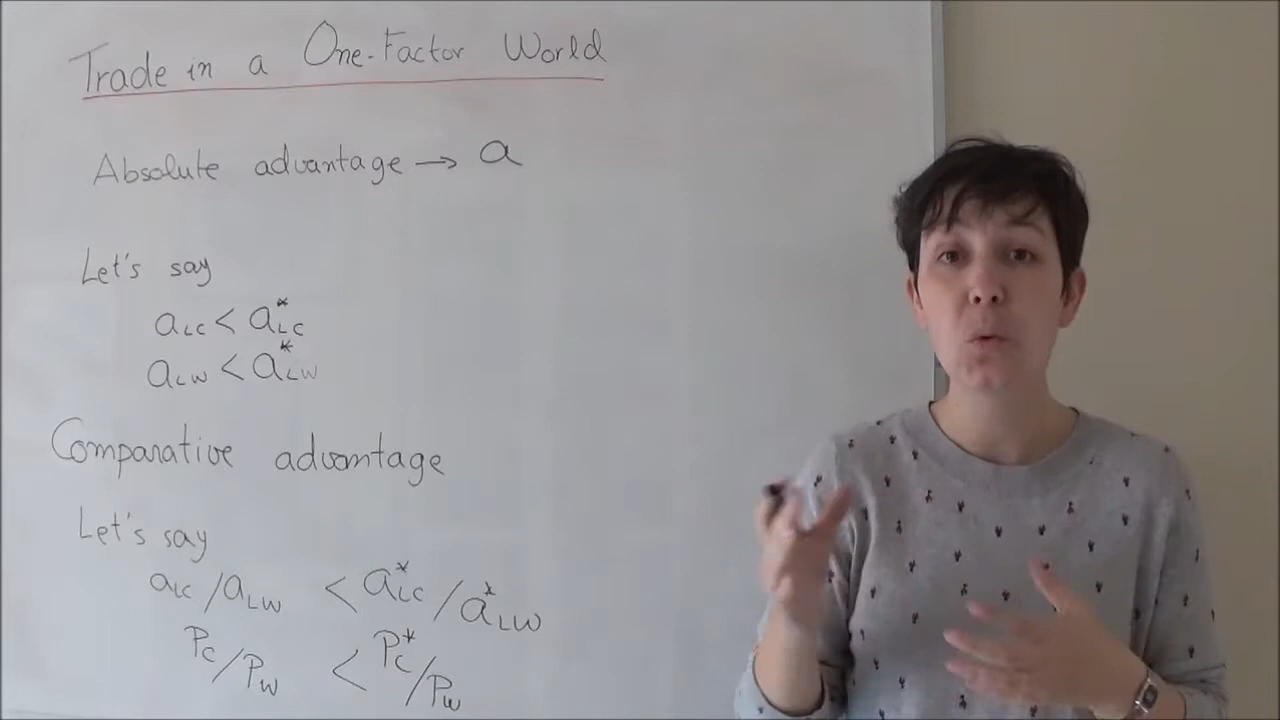 Trade in a One-Factor World
Absolute advantage → a
Let's say
aLC < a*LC
aLW < a*LW
Comparative advantage
Let's say
aLC / aLW < a*LC / a*LW
PC / PW < P*C / PW